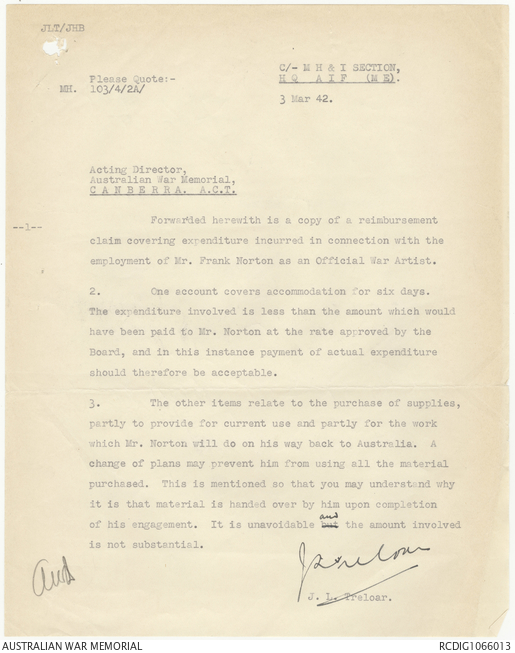 JLT/JHB
C/- M H & I SECTION,
H Q   A I F   (M E).
Please Quote:-
MH.  103/4/2A/
3 Mar 42.
Acting Director,
Australian War Memorial,
C A N B E R R A.  A.C.T.
Forwarded herewith is a copy of a reimbursement
--1--
claim covering expenditure incurred in connection with the
employment of Mr. Frank Norton as an Official War Artist.
2. One account covers accommodation for six days.
The expenditure involved is less than the amount which would
have been paid to Mr. Norton at the rate approved by the
Board, and in this instance payment of actual expenditure
should therefore be acceptable.
3. The other items relate to the purchase of supplies,
partly to provide for current use and partly for the work
which Mr. Norton will do on his way back to Australia.  A
change of plans may prevent him from using all the material
purchased.  This is mentioned so that you may understand why
it is that material is handed over by him upon completion
and
of his engagement.  It is unavoidable but the amount involved
is not substantial.
JLTreloar
J. L. Treloar.
AUSTRALIAN WAR MEMORIAL
RCDIG1066013